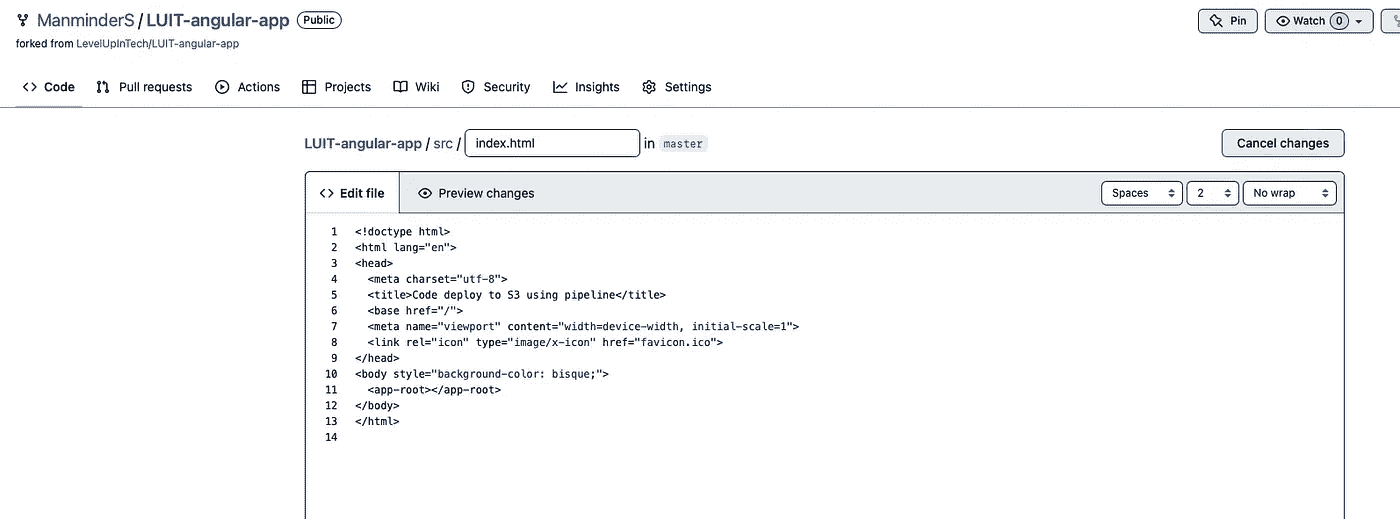 ManminderS / LUIT-angular-app Public Pin Watch 0
forked from LevelUpInTech/LUIT-angular-app
Code Pull requests Actions Projects Wiki Security Insights Settings
LUIT-angular-app / src / index.html in master Cancel changes
<> Edit file Preview changes Spaces 2 No wrap
1 <!doctype html>
2 <html lang="en">
3 <head>
4   <meta charset="utf-8">
5   <title>Code deploy to S3 using pipeline</title>
6   <base href="/">
7   <meta name="viewport" content="width=device-width, initial-scale=1">
8   <link rel="icon" type="image/x-icon" href="favicon.ico">
9 </head>
10 <body style="background-color: bisque;">
11   <app-root></app-root>
12 </body>
13 </html>
14